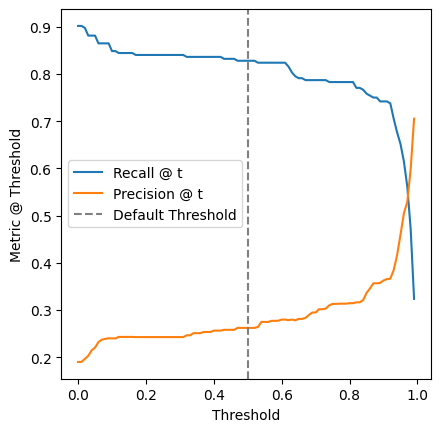 0.9
0.8
0.7
0.6
0.5
0.4
0.3
0.2
Metric @ Threshold
Recall @ t
Precision @ t
Default Threshold
0.0 0.2 0.4 0.6 0.8 1.0
Threshold